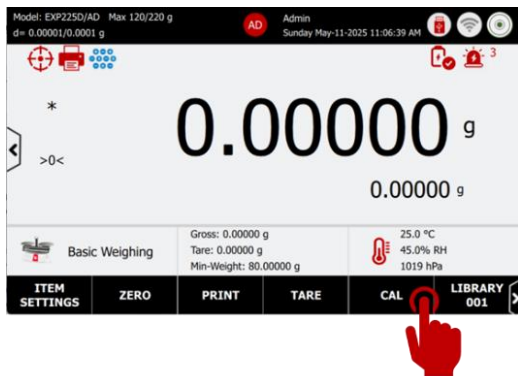 Model: EXP225D/AD Max 120/220 g
d= 0.00001/0.0001 g
AD
Admin
Sunday May-11-2025 11:06:39 AM
3
*
>0<
0.00000 g
0.00000 g
Basic Weighing
Gross: 0.00000 g
Tare: 0.00000 g
Min-Weight: 80.00000 g
25.0 °C
45.0% RH
1019 hPa
ITEM
SETTINGS
ZERO
PRINT
TARE
CAL
LIBRARY
001